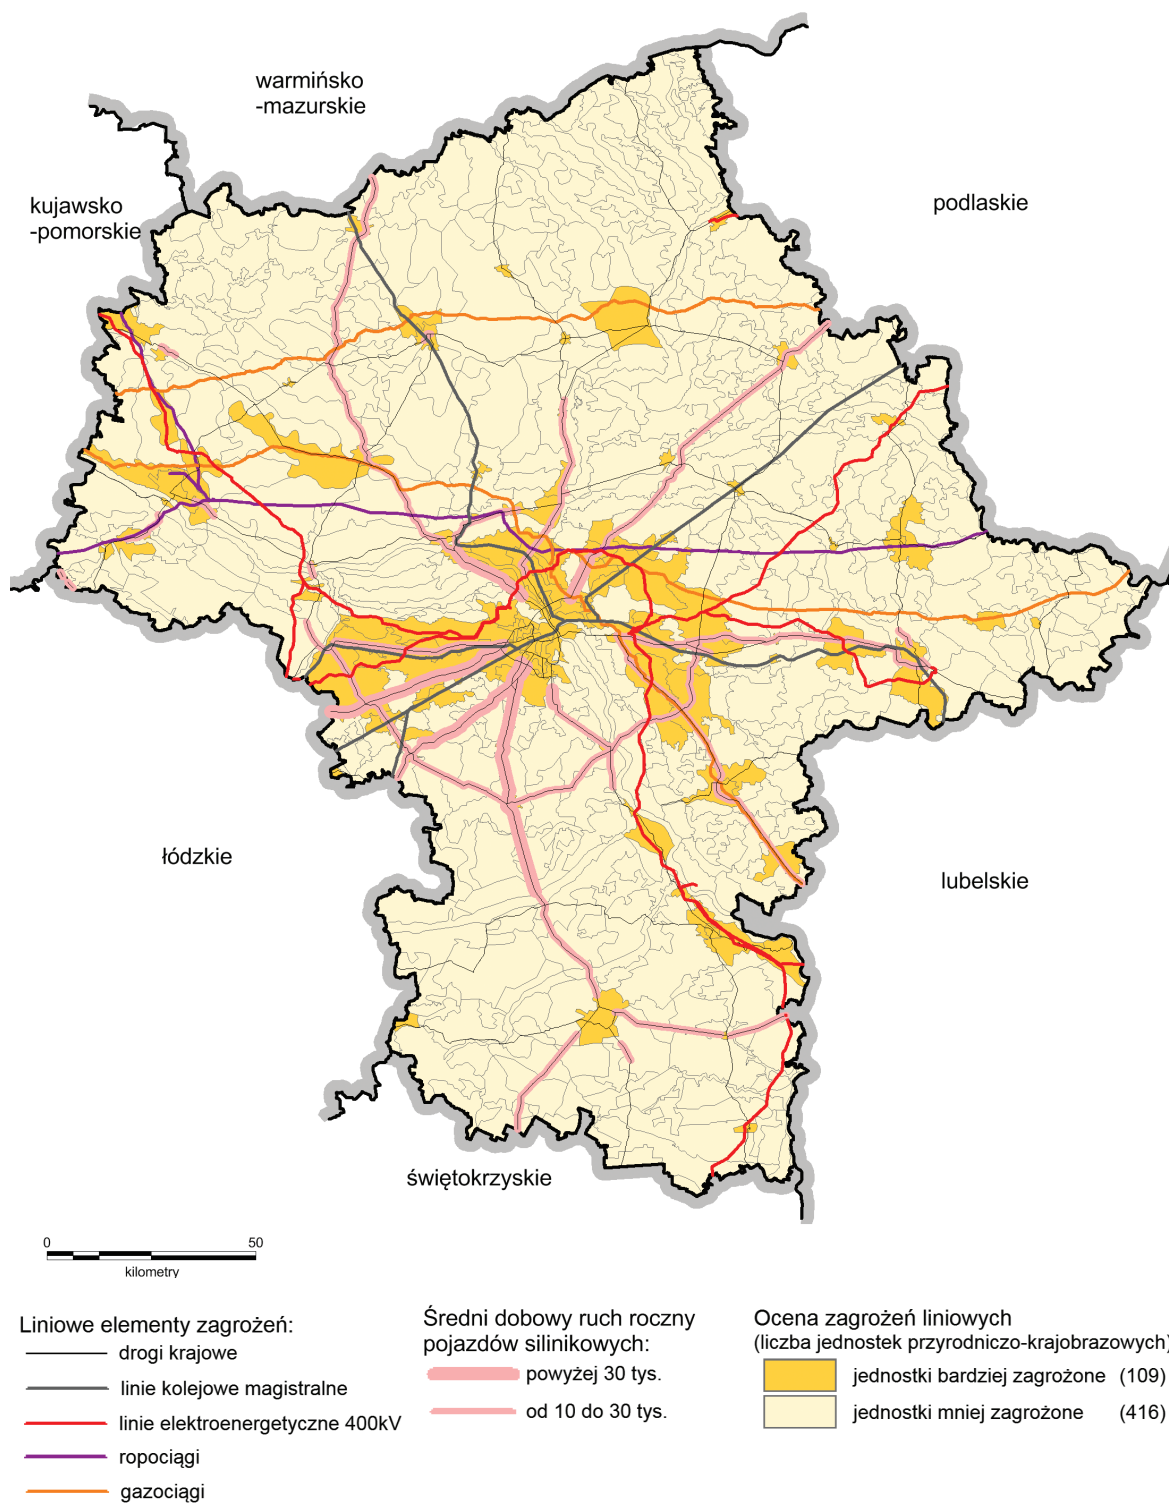 warmińsko
-mazurskie
kujawsko
-pomorskie
podlaskie
łódzkie
lubelskie
świętokrzyskie
0 50
kilometry
Liniowe elementy zagrożeń:
drogi krajowe
linie kolejowe magistralne
linie elektroenergetyczne 400kV
ropociągi
gazociągi
Średni dobowy ruch roczny
pojazdów silinikowych:
powyżej 30 tys.
od 10 do 30 tys.
Ocena zagrożeń liniowych
(liczba jednostek przyrodniczo-krajobrazowych)
jednostki bardziej zagrożone (109)
jednostki mniej zagrożone (416)